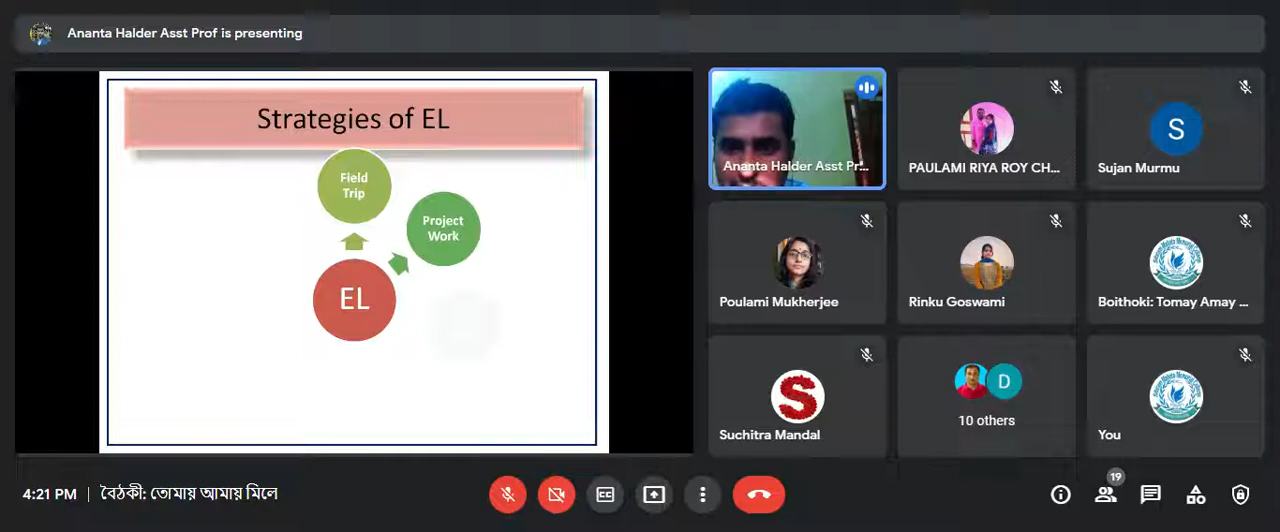 Ananta Halder Asst Prof is presenting
Strategies of EL
Field
Trip
Project
Work
EL
Ananta Halder Asst Pr...
PAULAMI RIYA ROY CH...
S
Sujan Murmu
Poulami Mukherjee
Rinku Goswami
Boithoki: Tomay Amay ...
S
Suchitra Mandal
D
10 others
You
4:21 PM | বৈঠকী: তোমায় আমায় মিলে
CC
19